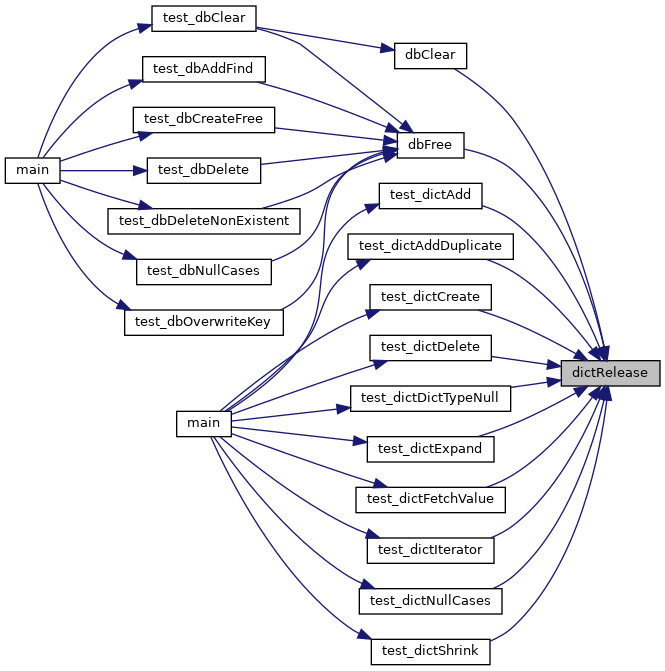 test_dbClear
dbClear
test_dbAddFind
test_dbCreateFree
dbFree
main
test_dbDelete
test_dictAdd
test_dbDeleteNonExistent
test_dictAddDuplicate
test_dbNullCases
test_dictCreate
test_dbOverwriteKey
test_dictDelete
dictRelease
test_dictDictTypeNull
main
test_dictExpand
test_dictFetchValue
test_dictIterator
test_dictNullCases
test_dictShrink